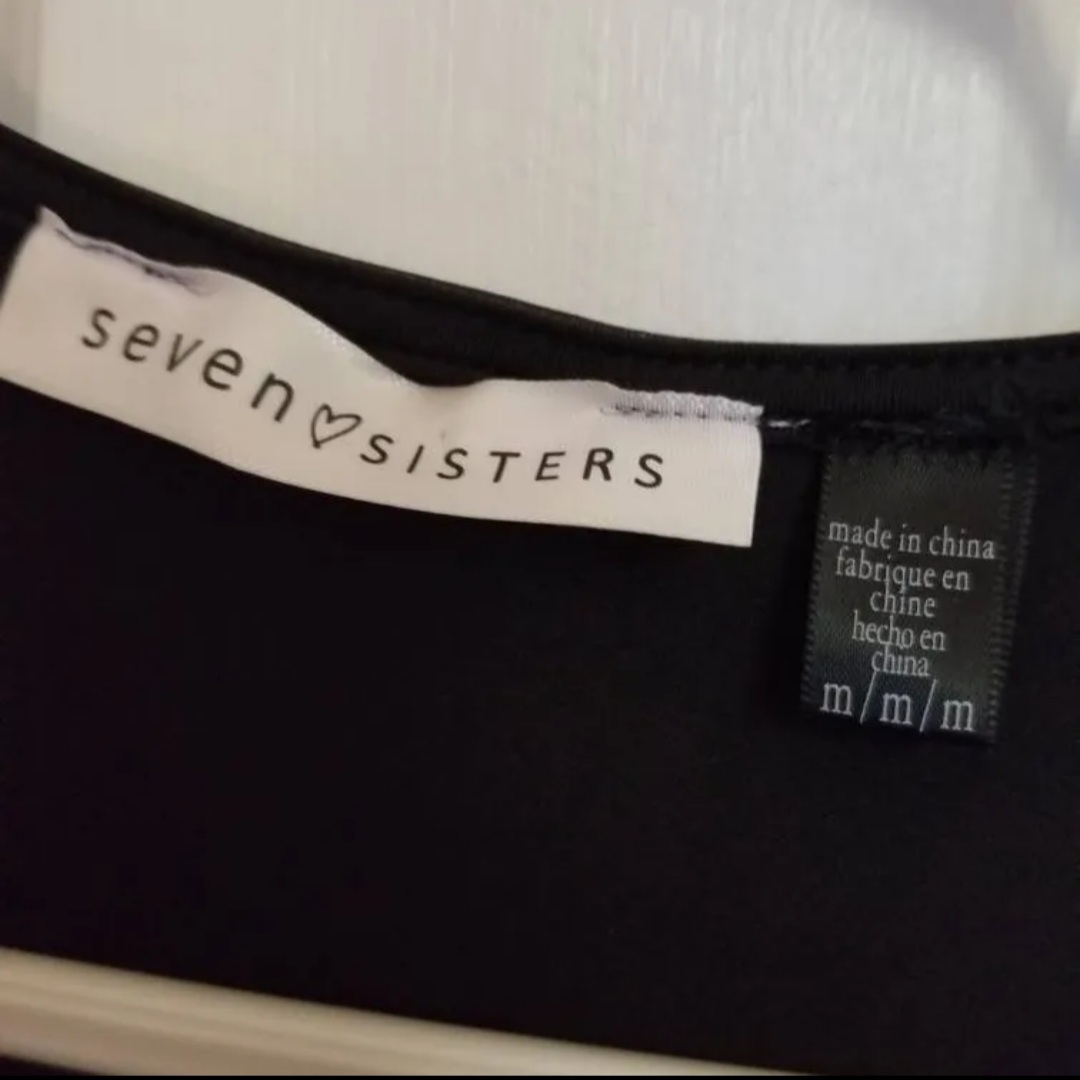 seven♡SISTERS
made in china
fabrique en
chine
hecho en
china
m/m/m